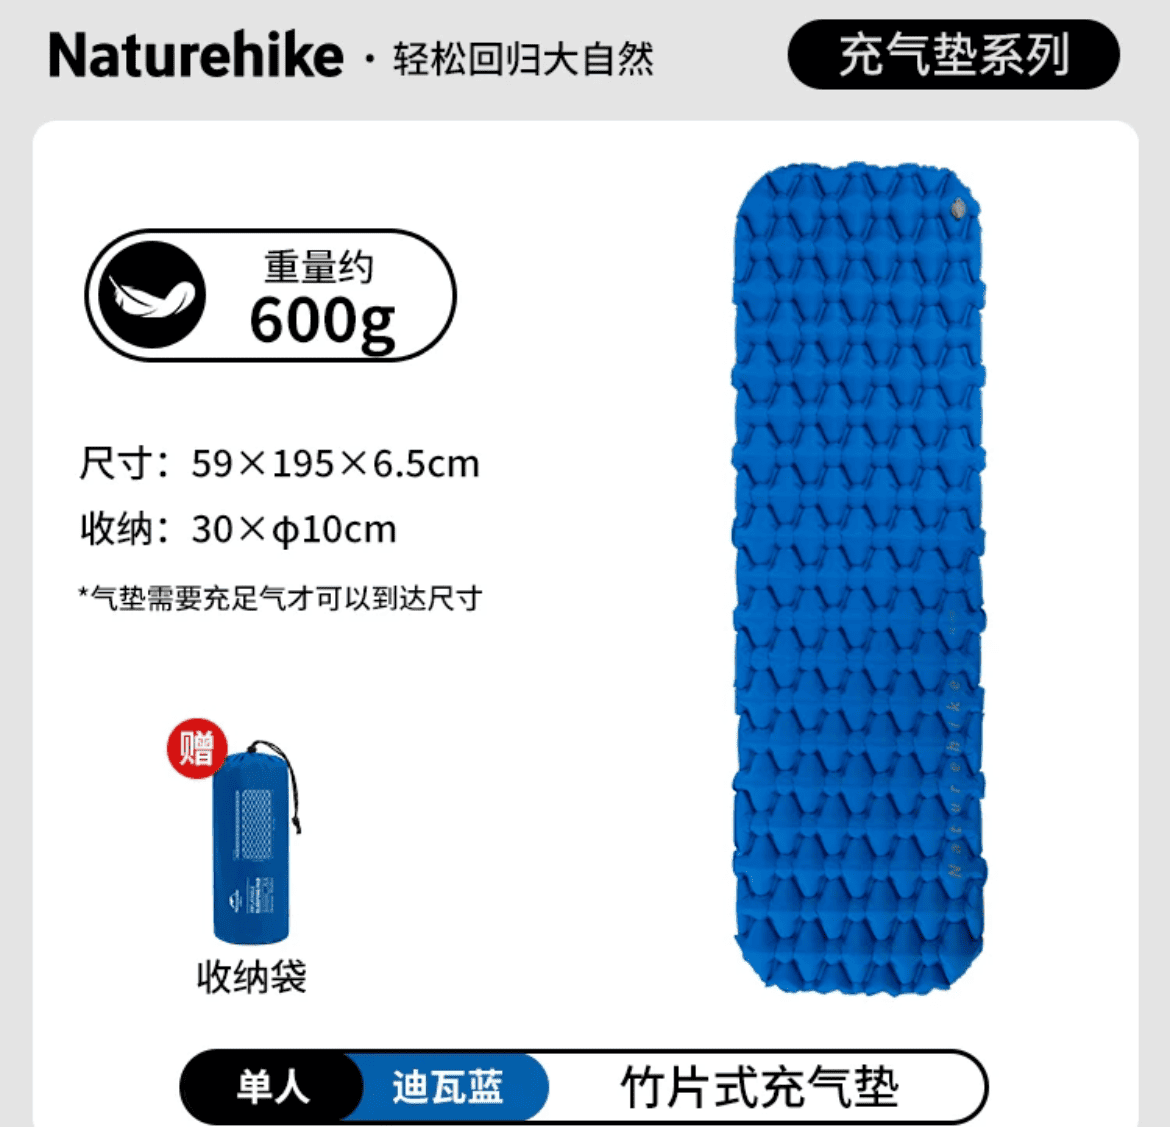 Naturehike · 轻松回归大自然
充气垫系列
重量约
600g
尺寸：59×195×6.5cm
收纳：30×φ10cm
*气垫需要充足气才可以到达尺寸
赠
收纳袋
Naturehike
单人 迪瓦蓝 竹片式充气垫